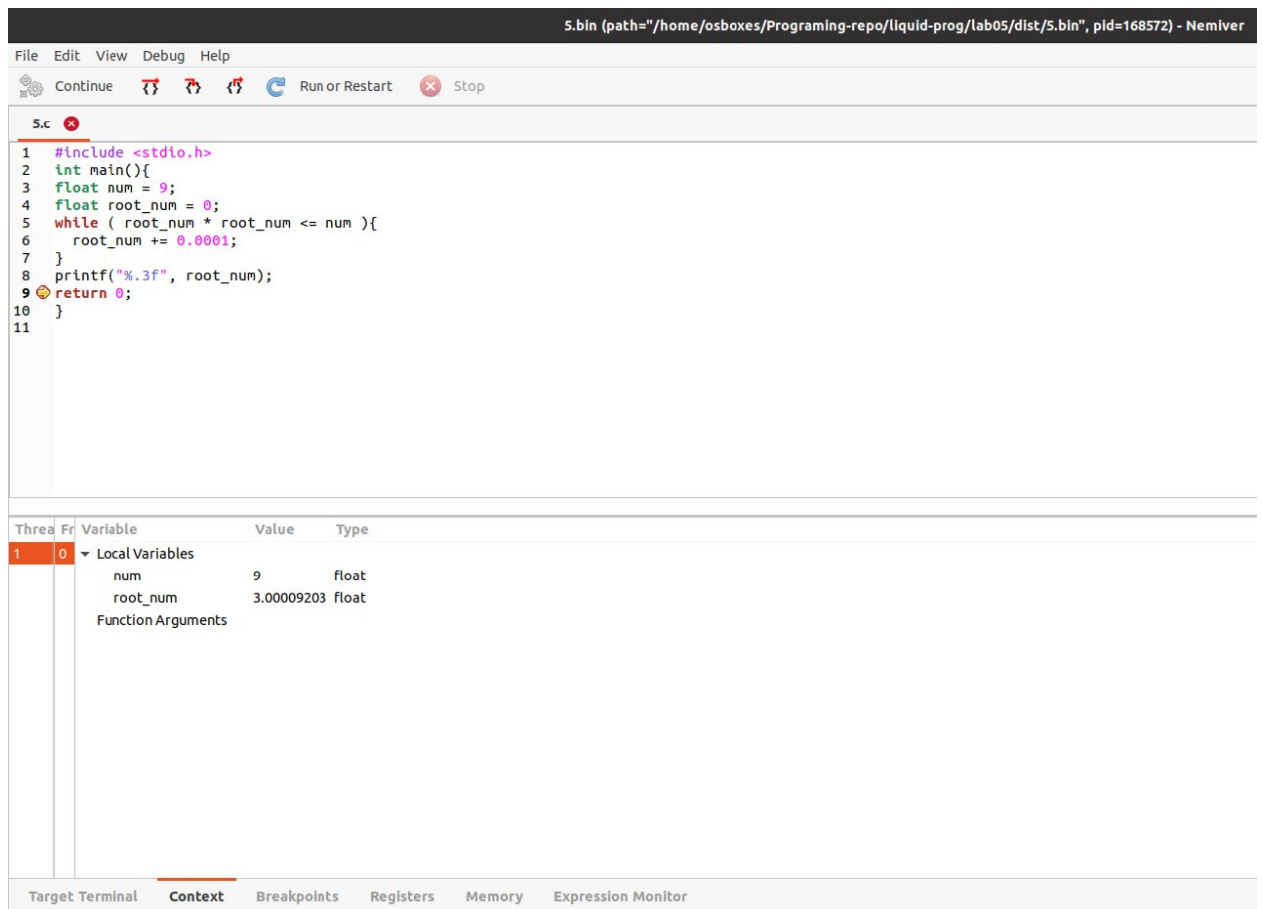 5.bin (path="/home/osboxes/Programing-repo/liquid-prog/lab05/dist/5.bin", pid=168572) - Nemiver
File Edit View Debug Help
Continue Run or Restart Stop
5.c
1 #include <stdio.h>
2 int main(){
3 float num = 9;
4 float root_num = 0;
5 while ( root_num * root_num <= num ){
6 root_num += 0.0001;
7 }
8 printf("%.3f", root_num);
9 return 0;
10 }
11
Threa Fr Variable Value Type
1 0 Local Variables
num 9 float
root_num 3.00009203 float
Function Arguments
Target Terminal Context Breakpoints Registers Memory Expression Monitor